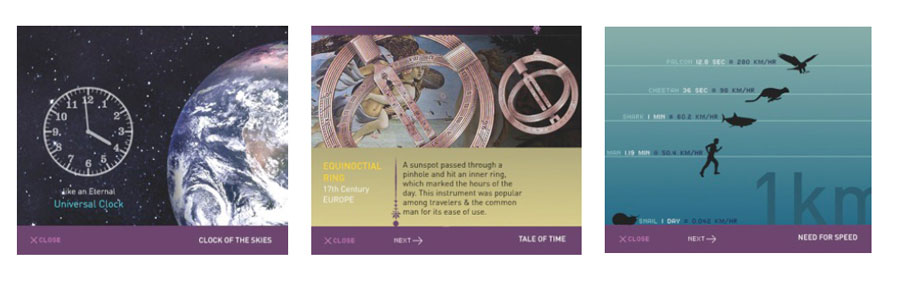 12
11
1
10
2
9
3
8
4
7
5
6
like an Eternal
Universal Clock
CLOSE
CLOCK OF THE SKIES
EQUINOCTIAL
RING
17th Century
EUROPE
A sunspot passed through a
pinhole and hit an inner ring,
which marked the hours of the
day. This instrument was popular
among travelers & the common
man for its ease of use.
CLOSE
NEXT
TALE OF TIME
FALCON 12.8 SEC @ 280 KM/HR
CHEETAH 36 SEC @ 98 KM/HR
SHARK 1 MIN @ 60.2 KM/HR
MAN 1.19 MIN @ 50.4 KM/HR
1km
SNAIL 1 DAY @ 0.042 KM/HR
CLOSE
NEXT
NEED FOR SPEED